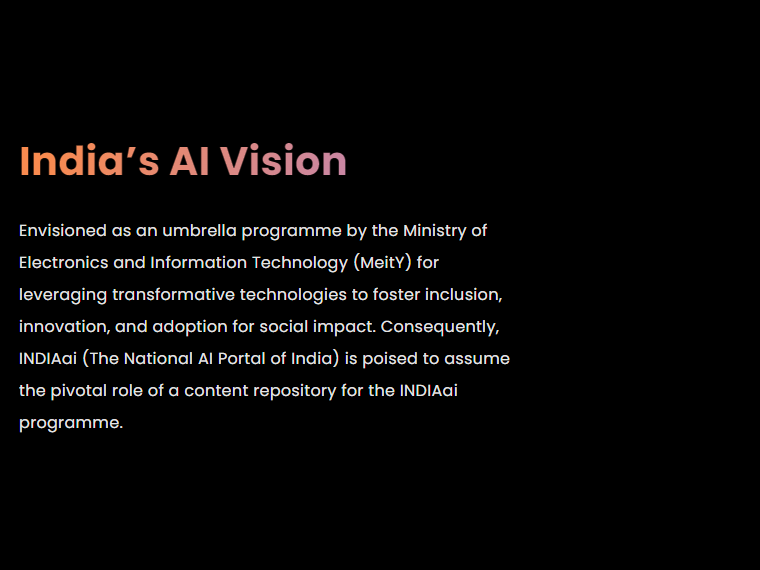 India’s AI Vision
Envisioned as an umbrella programme by the Ministry of
Electronics and Information Technology (MeitY) for
leveraging transformative technologies to foster inclusion,
innovation, and adoption for social impact. Consequently,
INDIAai (The National AI Portal of India) is poised to assume
the pivotal role of a content repository for the INDIAai
programme.